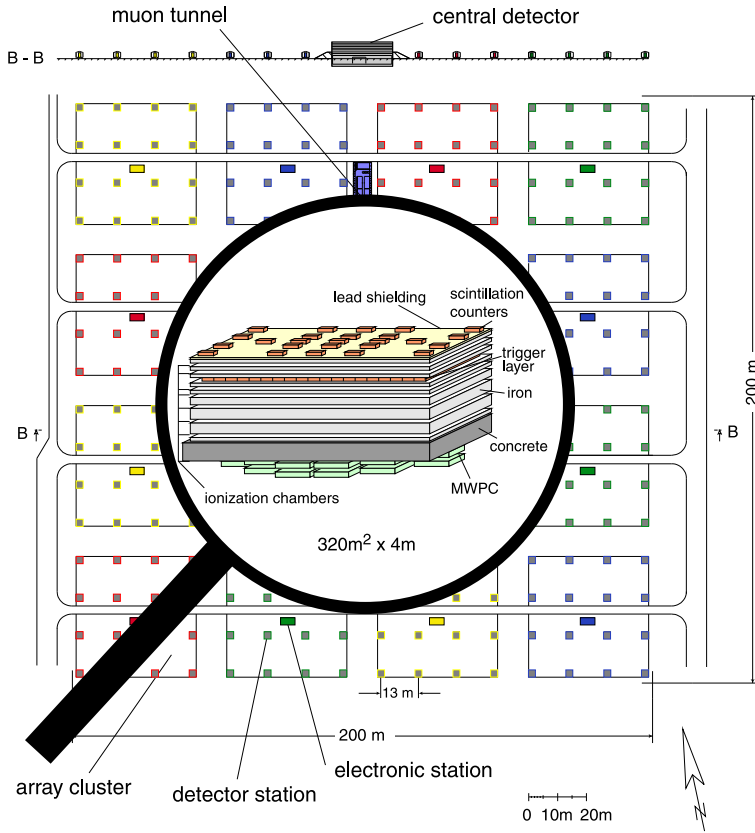 muon tunnel
central detector
B - B
lead shielding
scintillation
counters
trigger
layer
iron
concrete
ionization chambers
MWPC
320m² x 4m
B
B
200 m
13 m
200 m
array cluster
detector station
electronic station
0 10m 20m
N